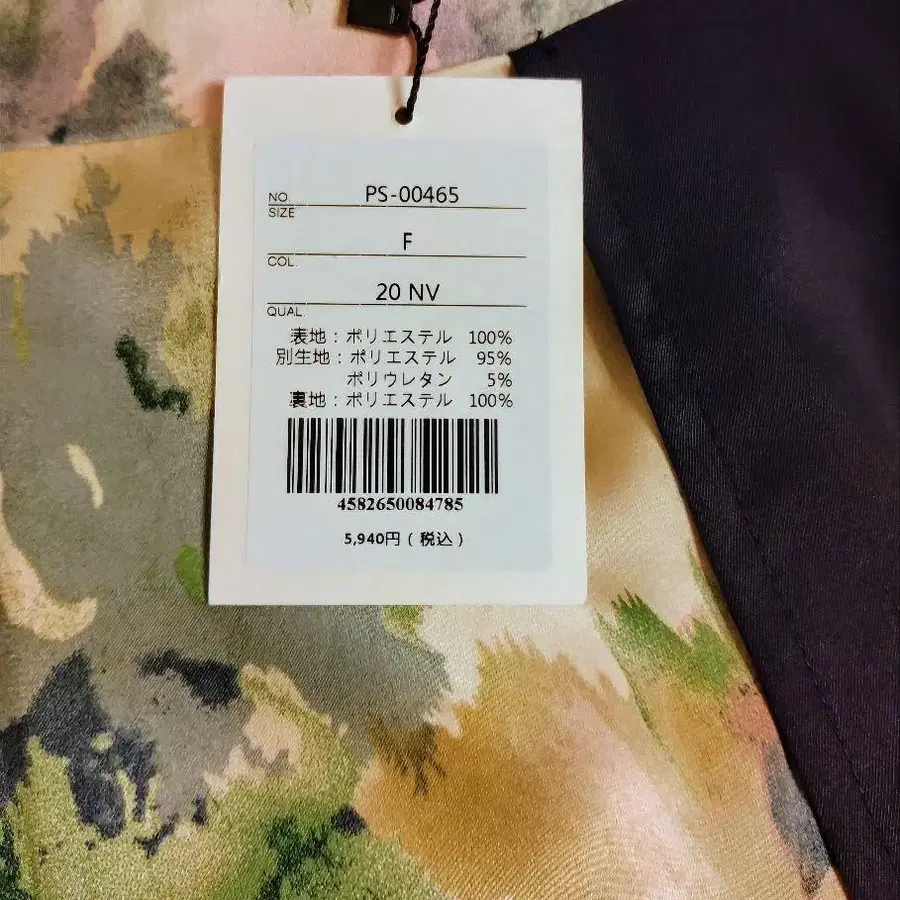 NO. PS-00465
SIZE
F
COL.
20 NV
QUAL.
表地：ポリエステル 100%
別生地：ポリエステル 95%
ポリウレタン 5%
裏地：ポリエステル 100%
4582650084785
5,940円（税込）